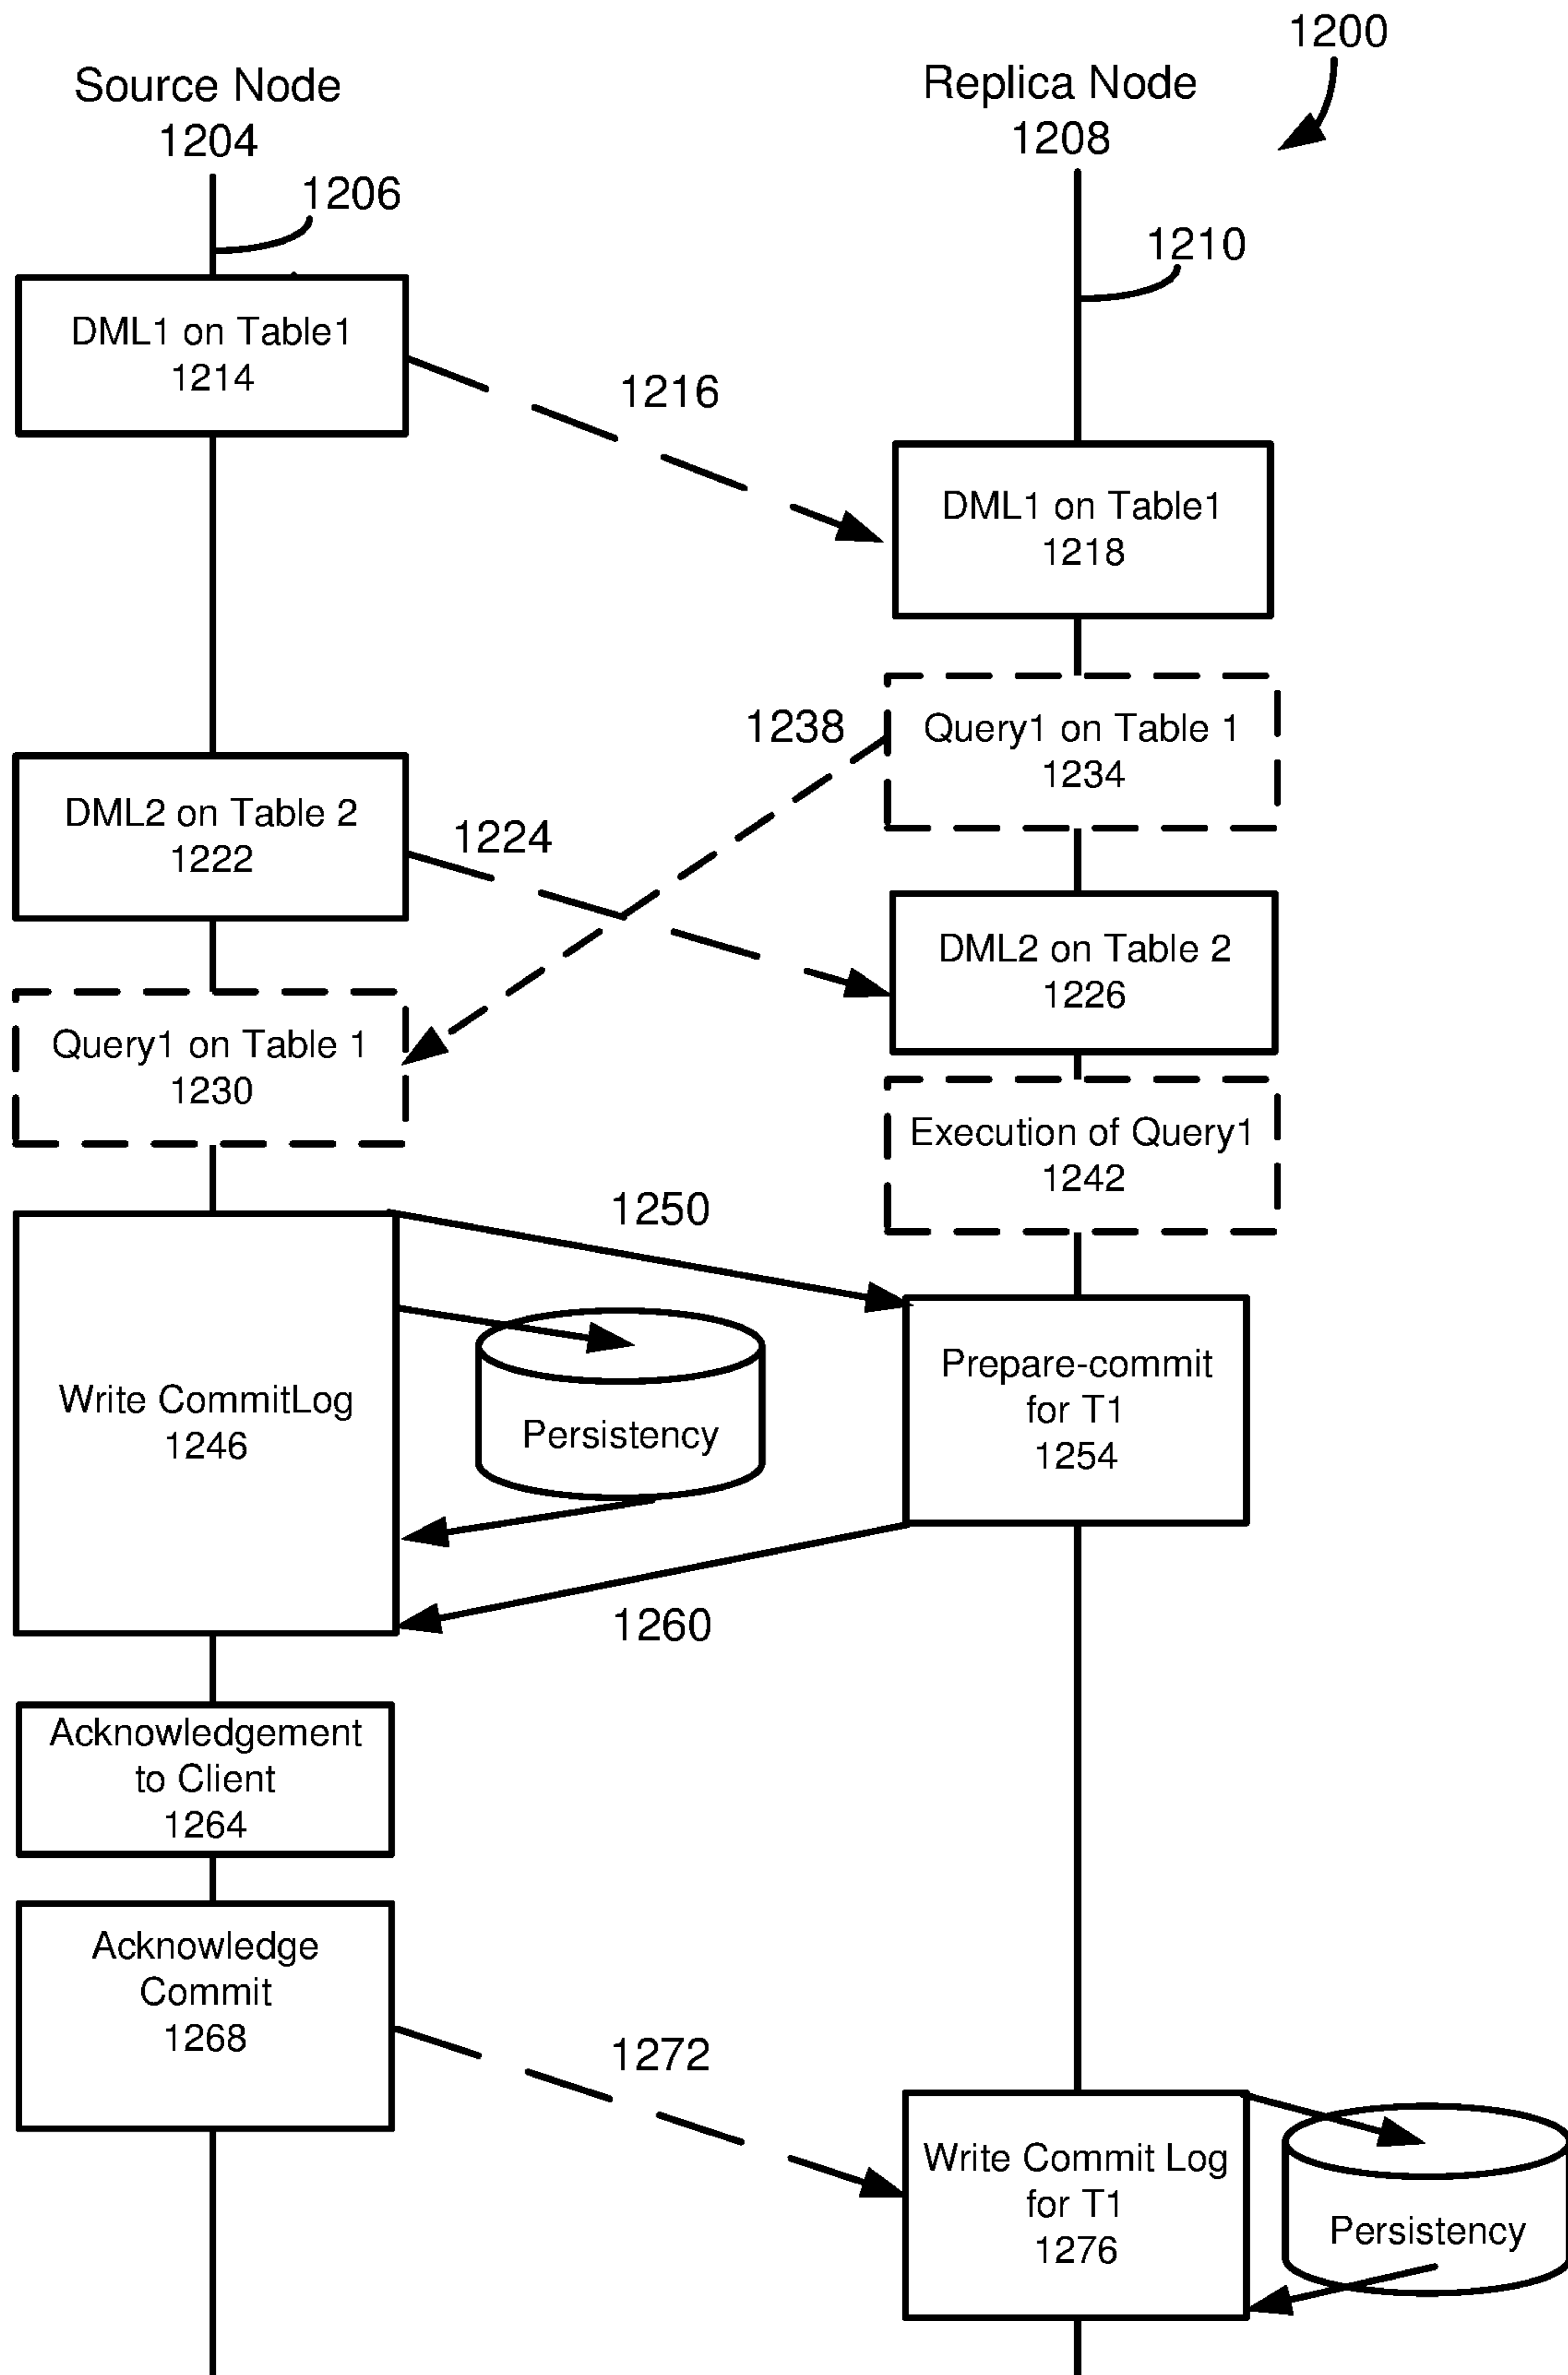 1200
Source Node
1204
Replica Node
1208
1206
1210
DML1 on Table1
1214
1216
DML1 on Table1
1218
1238
Query1 on Table 1
1234
DML2 on Table 2
1222
1224
DML2 on Table 2
1226
Query1 on Table 1
1230
Execution of Query1
1242
1250
Write CommitLog
1246
Persistency
Prepare-commit
for T1
1254
1260
Acknowledgement
to Client
1264
Acknowledge
Commit
1268
1272
Write Commit Log
for T1
1276
Persistency